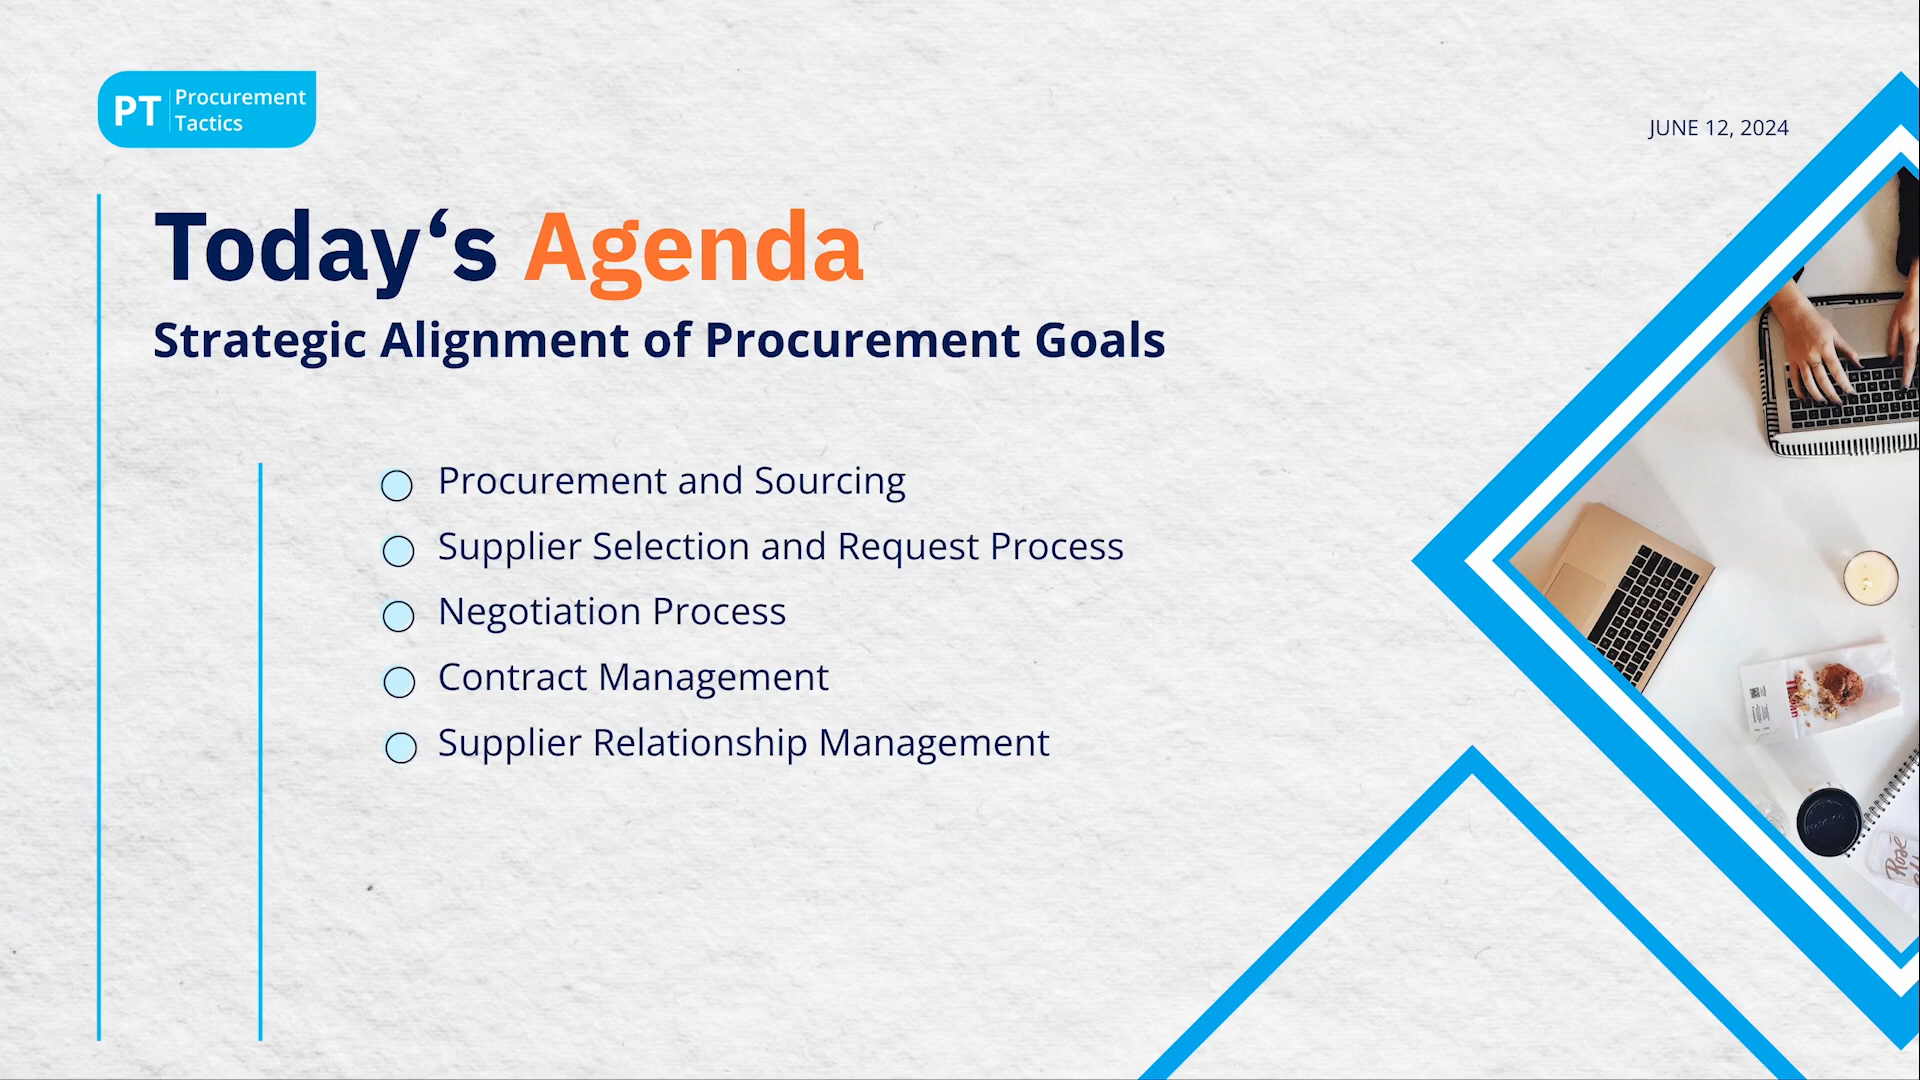 PT
Procurement
Tactics
JUNE 12, 2024
Today‘s Agenda
Strategic Alignment of Procurement Goals
Procurement and Sourcing
Supplier Selection and Request Process
Negotiation Process
Contract Management
Supplier Relationship Management
Rosé